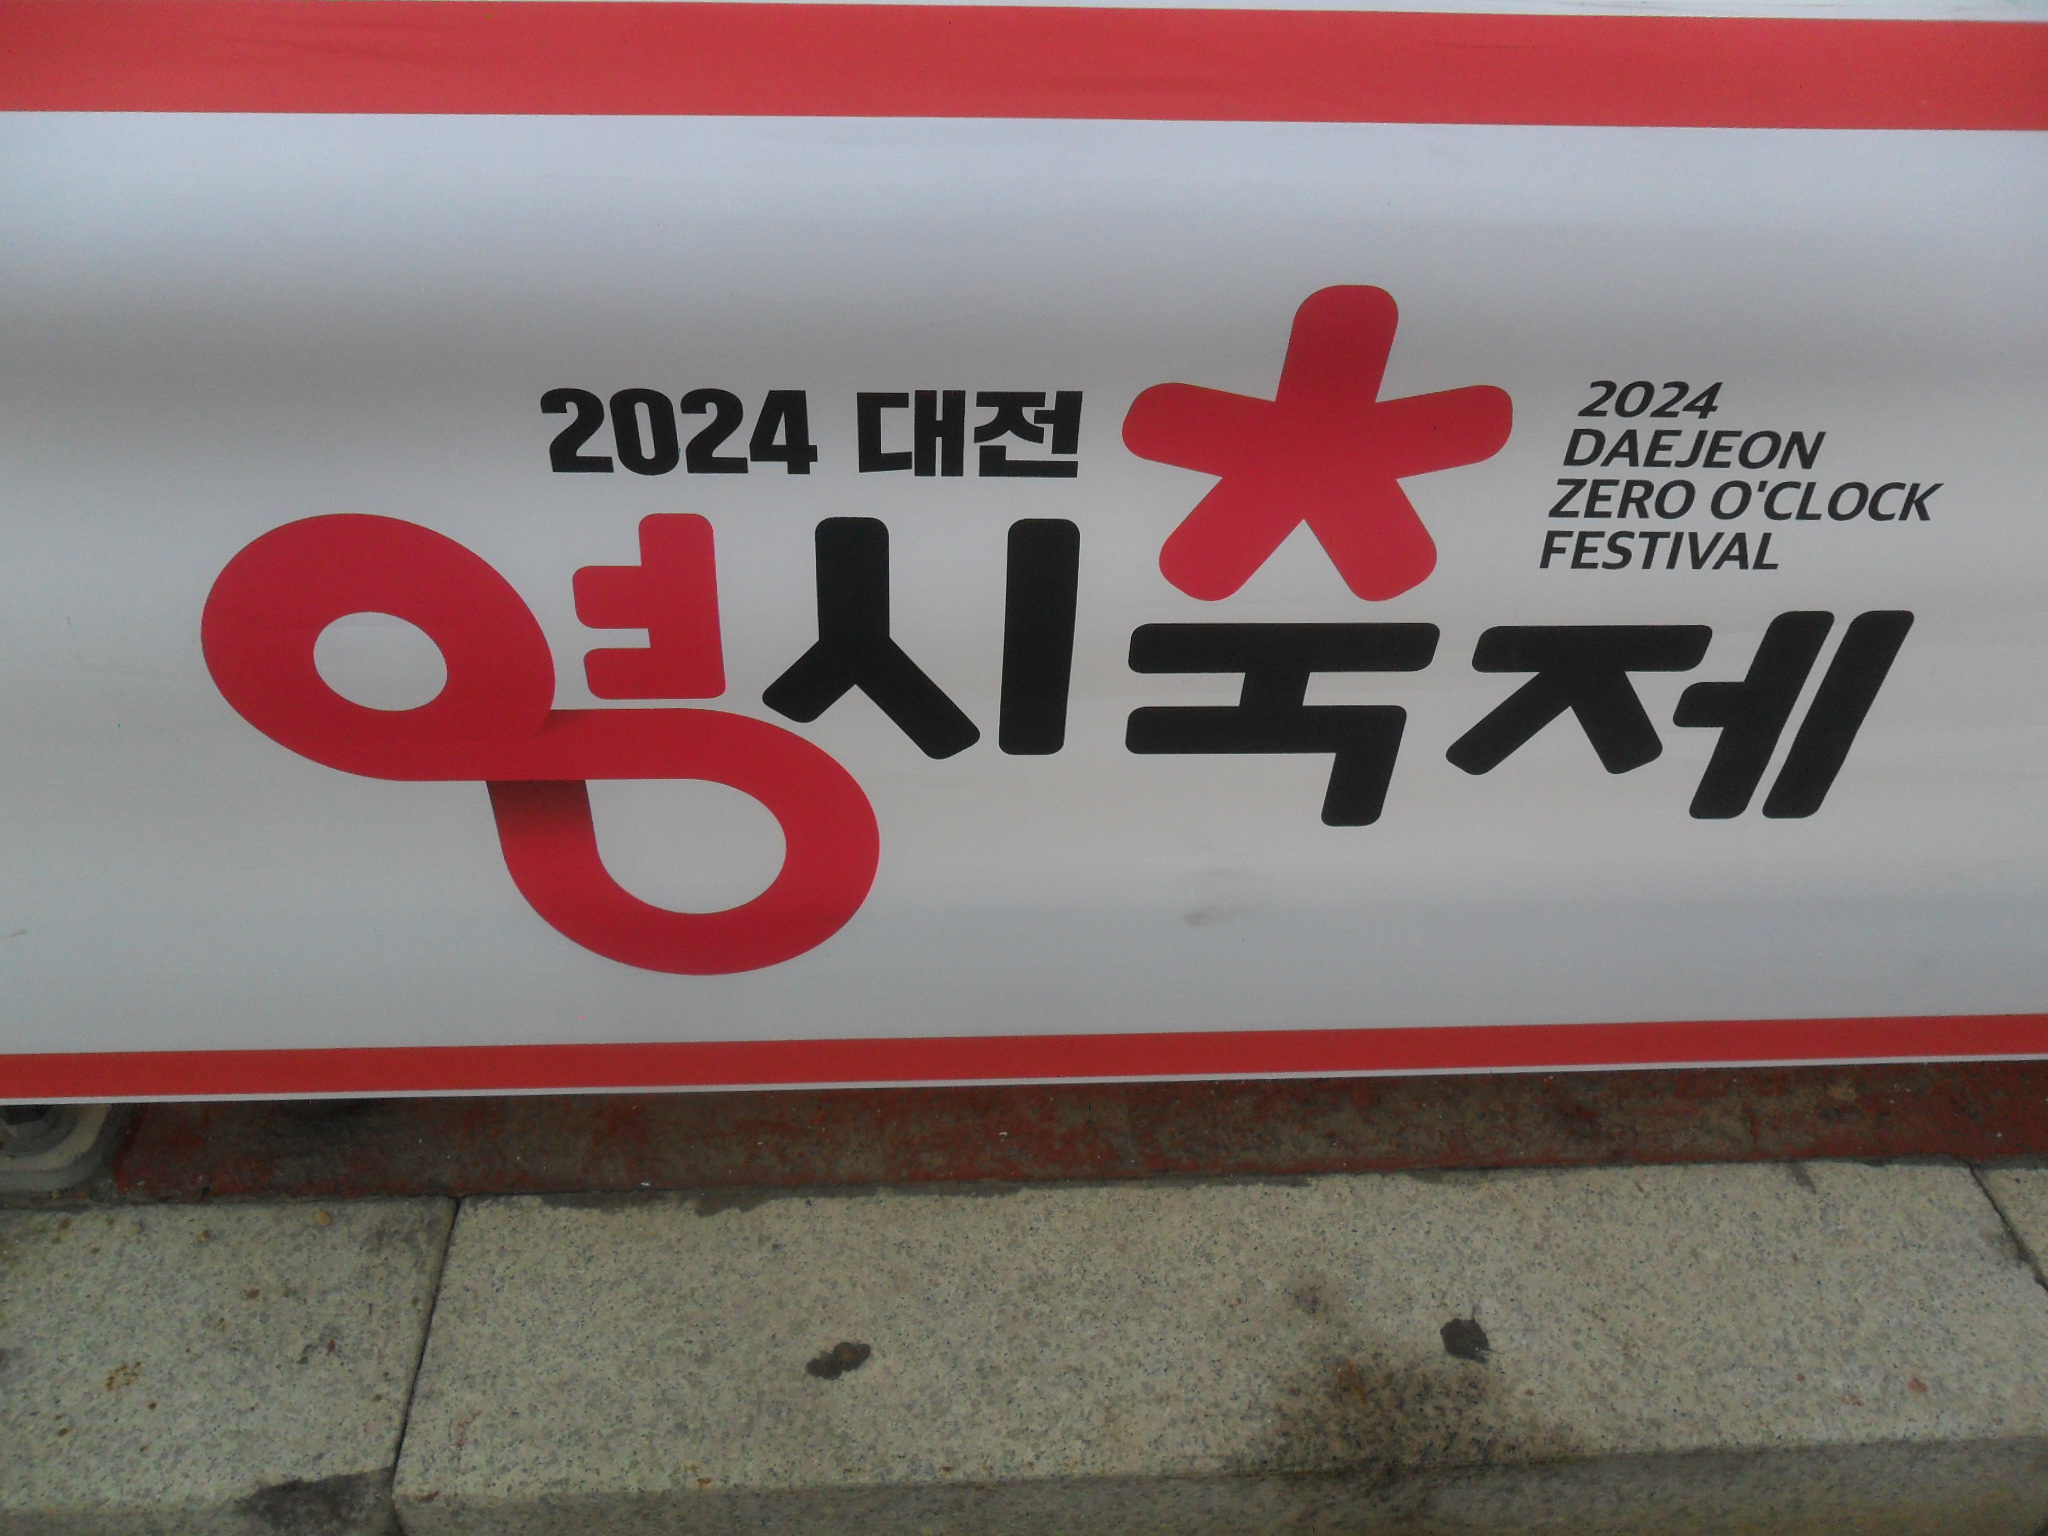 2024 대전
영시축제
2024
DAEJEON
ZERO O'CLOCK
FESTIVAL